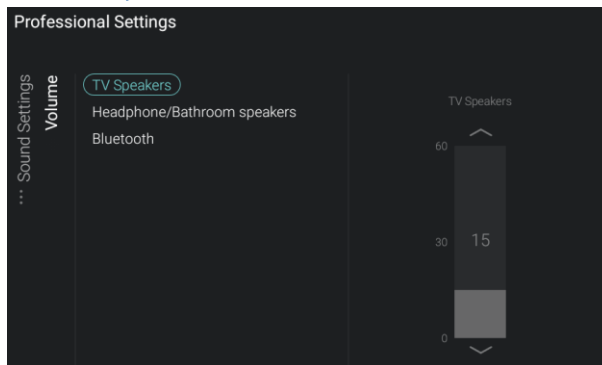 Professional Settings
... Sound Settings
Volume
TV Speakers
Headphone/Bathroom speakers
Bluetooth
TV Speakers
60
30
15
0